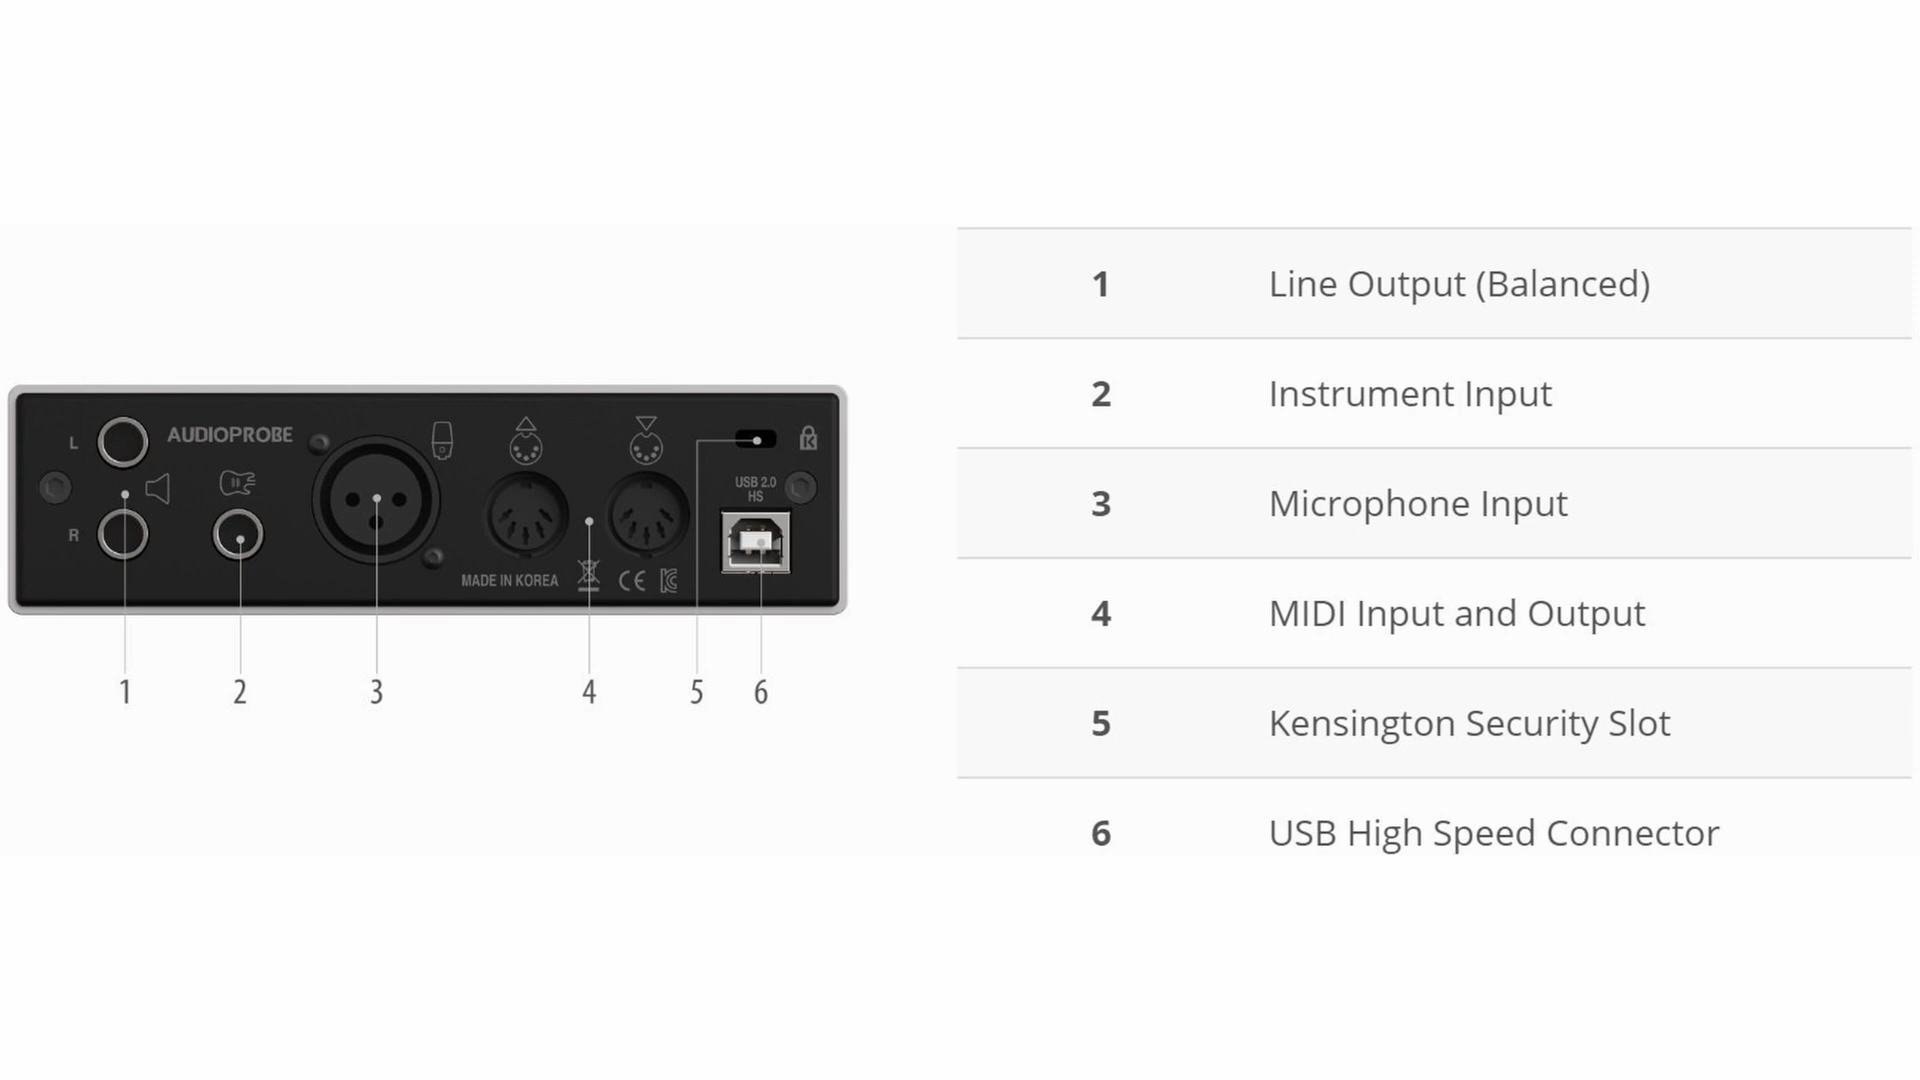 L
AUDIOPROBE
R
MADE IN KOREA
CE
K
USB 2.0
HS
1 2 3 4 5 6
1 Line Output (Balanced)
2 Instrument Input
3 Microphone Input
4 MIDI Input and Output
5 Kensington Security Slot
6 USB High Speed Connector